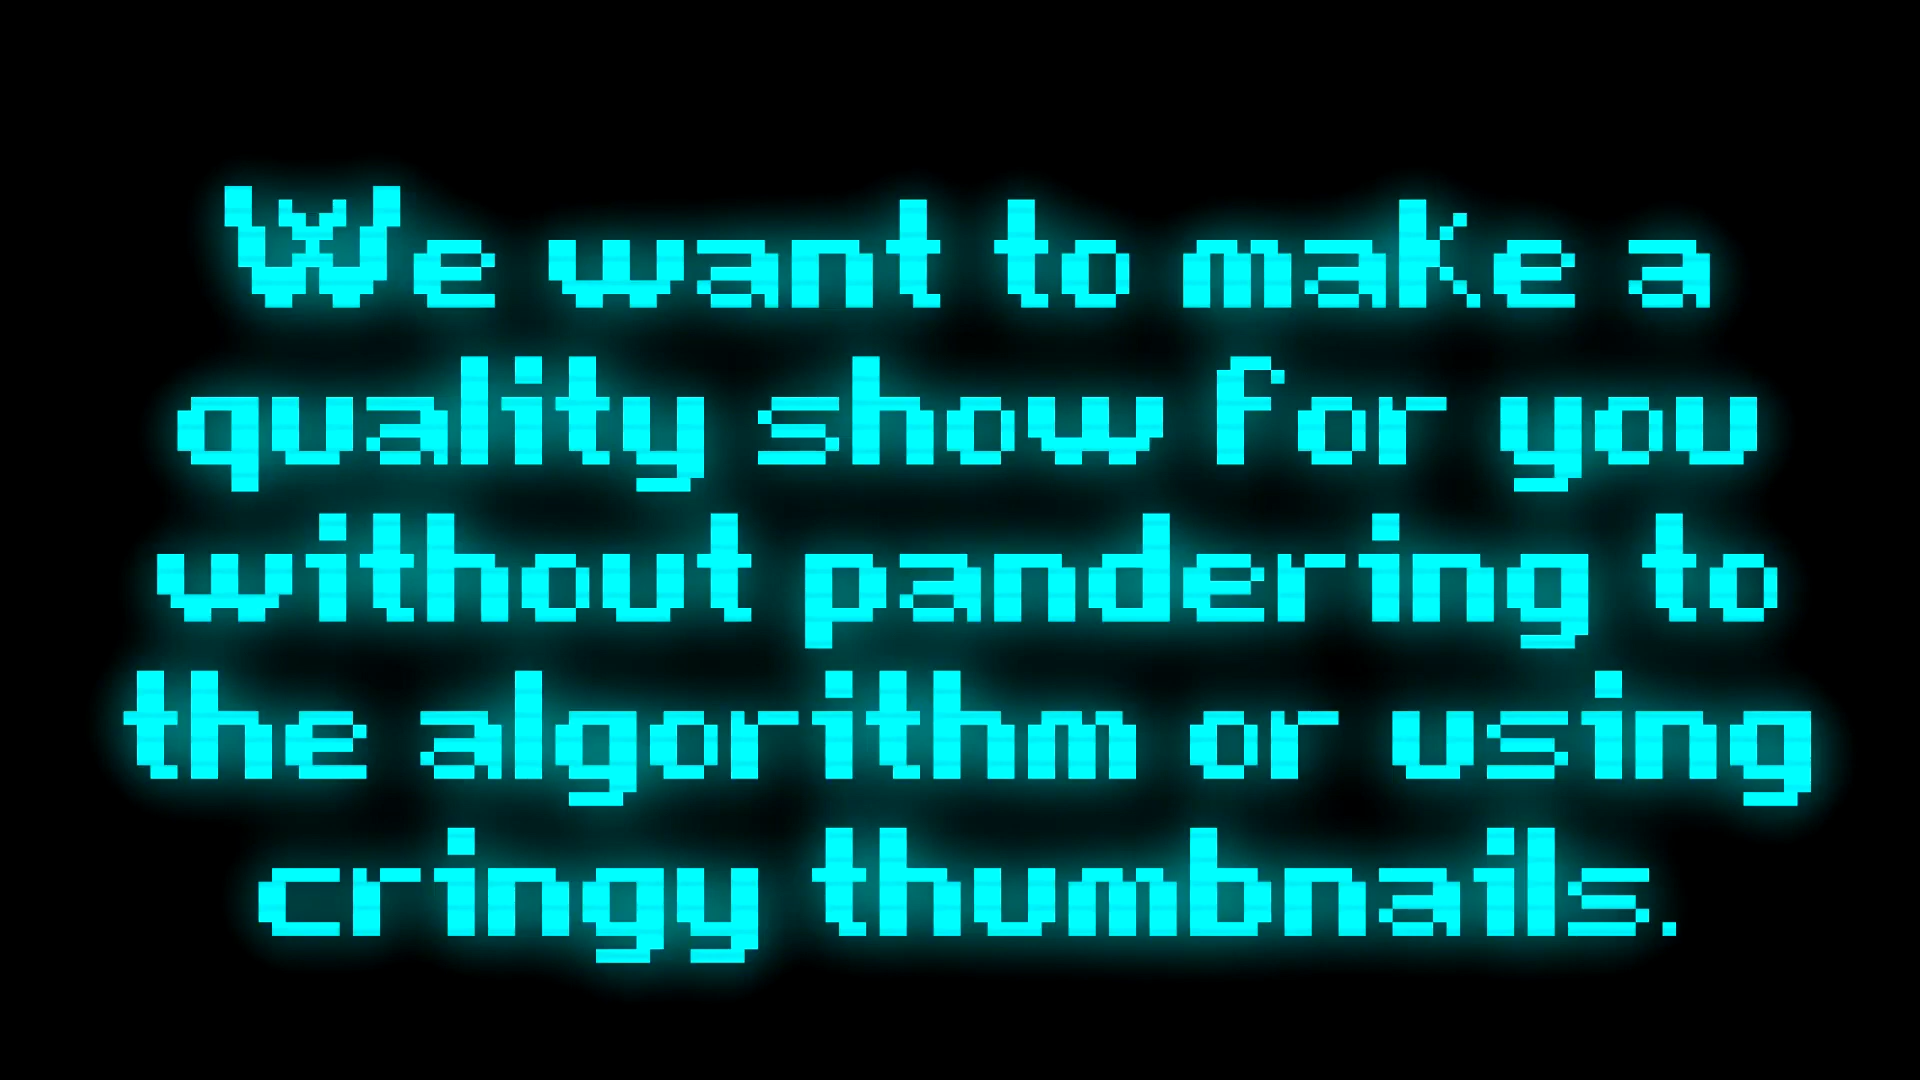 We want to make a
quality show for you
without pandering to
the algorithm or using
cringy thumbnails.